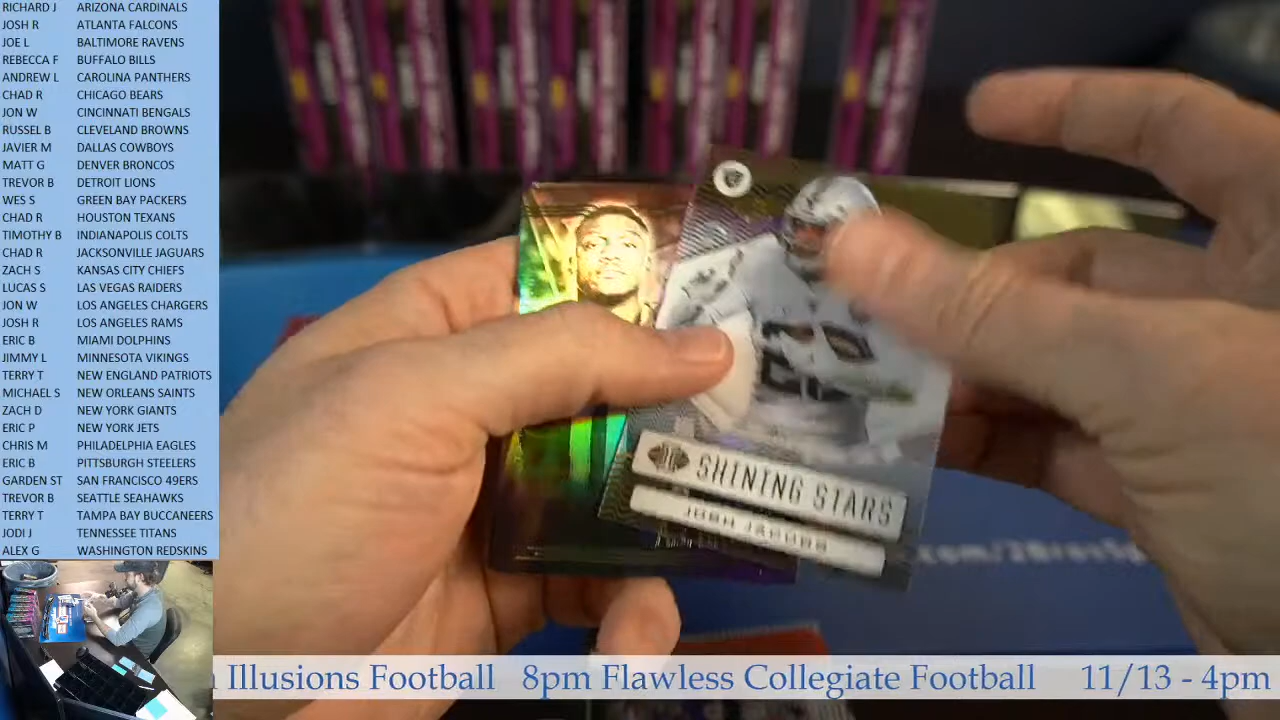 RICHARD J ARIZONA CARDINALS
JOSH R ATLANTA FALCONS
JOE L BALTIMORE RAVENS
REBECCA F BUFFALO BILLS
ANDREW L CAROLINA PANTHERS
CHAD R CHICAGO BEARS
JON W CINCINNATI BENGALS
RUSSEL B CLEVELAND BROWNS
JAVIER M DALLAS COWBOYS
MATT G DENVER BRONCOS
TREVOR B DETROIT LIONS
WES S GREEN BAY PACKERS
CHAD R HOUSTON TEXANS
TIMOTHY B INDIANAPOLIS COLTS
CHAD R JACKSONVILLE JAGUARS
ZACH S KANSAS CITY CHIEFS
LUCAS S LAS VEGAS RAIDERS
JON W LOS ANGELES CHARGERS
JOSH R LOS ANGELES RAMS
ERIC B MIAMI DOLPHINS
JIMMY L MINNESOTA VIKINGS
TERRY T NEW ENGLAND PATRIOTS
MICHAEL S NEW ORLEANS SAINTS
ZACH D NEW YORK GIANTS
ERIC P NEW YORK JETS
CHRIS M PHILADELPHIA EAGLES
ERIC B PITTSBURGH STEELERS
GARDEN ST SAN FRANCISCO 49ERS
TREVOR B SEATTLE SEAHAWKS
TERRY T TAMPA BAY BUCCANEERS
JODI J TENNESSEE TITANS
ALEX G WASHINGTON REDSKINS
SHINING STARS
JOSH JACOBS
Illusions Football 8pm Flawless Collegiate Football 11/13 - 4pm